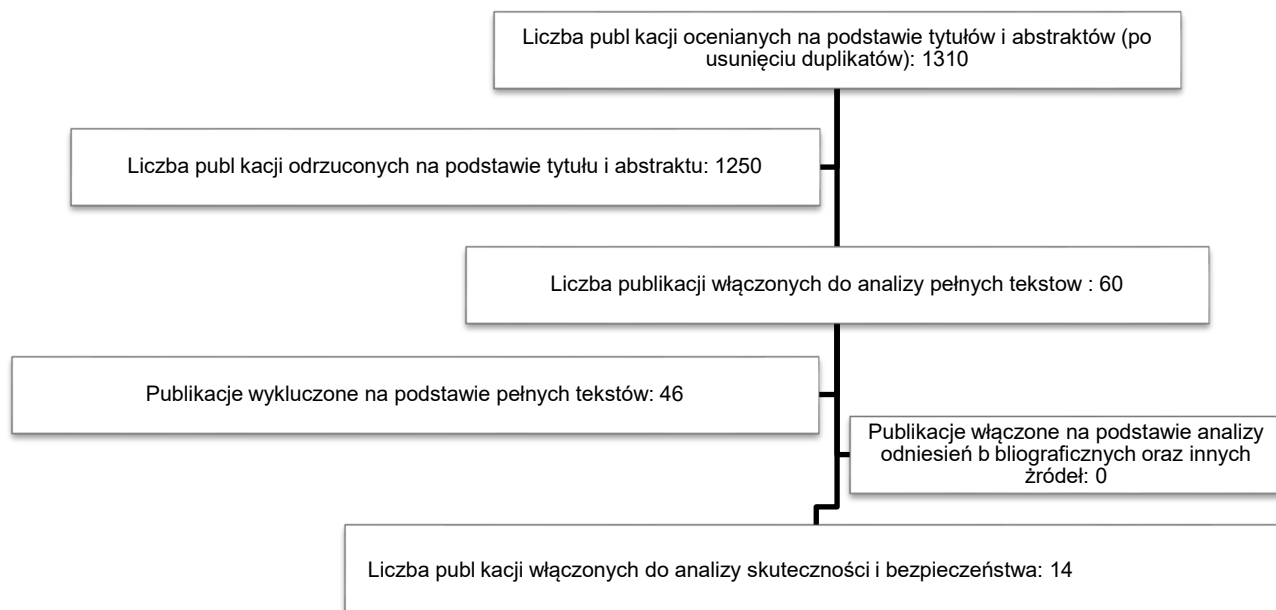 Liczba publ kacji ocenianych na podstawie tytułów i abstraktów (po
usunięciu duplikatów): 1310
Liczba publ kacji odrzuconych na podstawie tytułu i abstraktu: 1250
Liczba publikacji włączonych do analizy pełnych tekstow : 60
Publikacje wykluczone na podstawie pełnych tekstów: 46
Publikacje włączone na podstawie analizy
odniesień b bliograficznych oraz innych
żródeł: 0
Liczba publ kacji włączonych do analizy skuteczności i bezpieczeństwa: 14